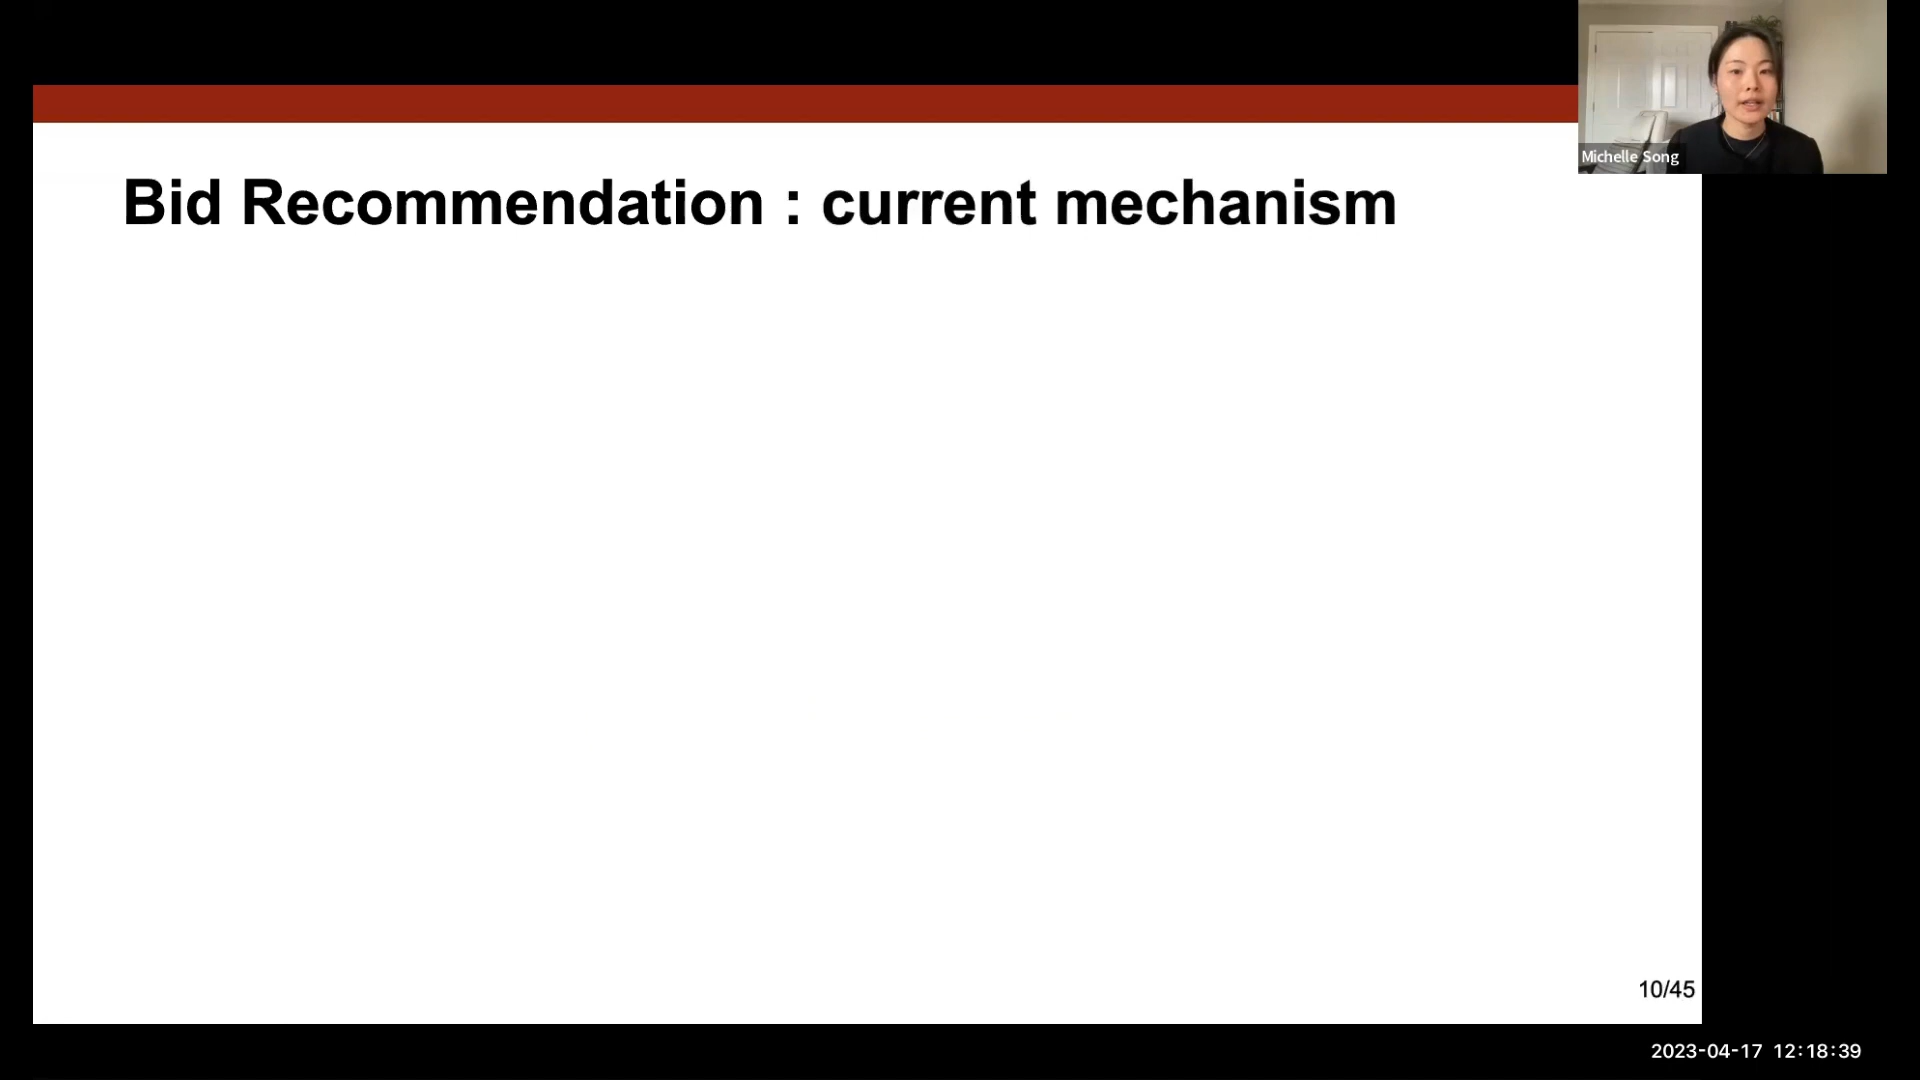 Michelle Song
Bid Recommendation : current mechanism
10/45
2023-04-17 12:18:39